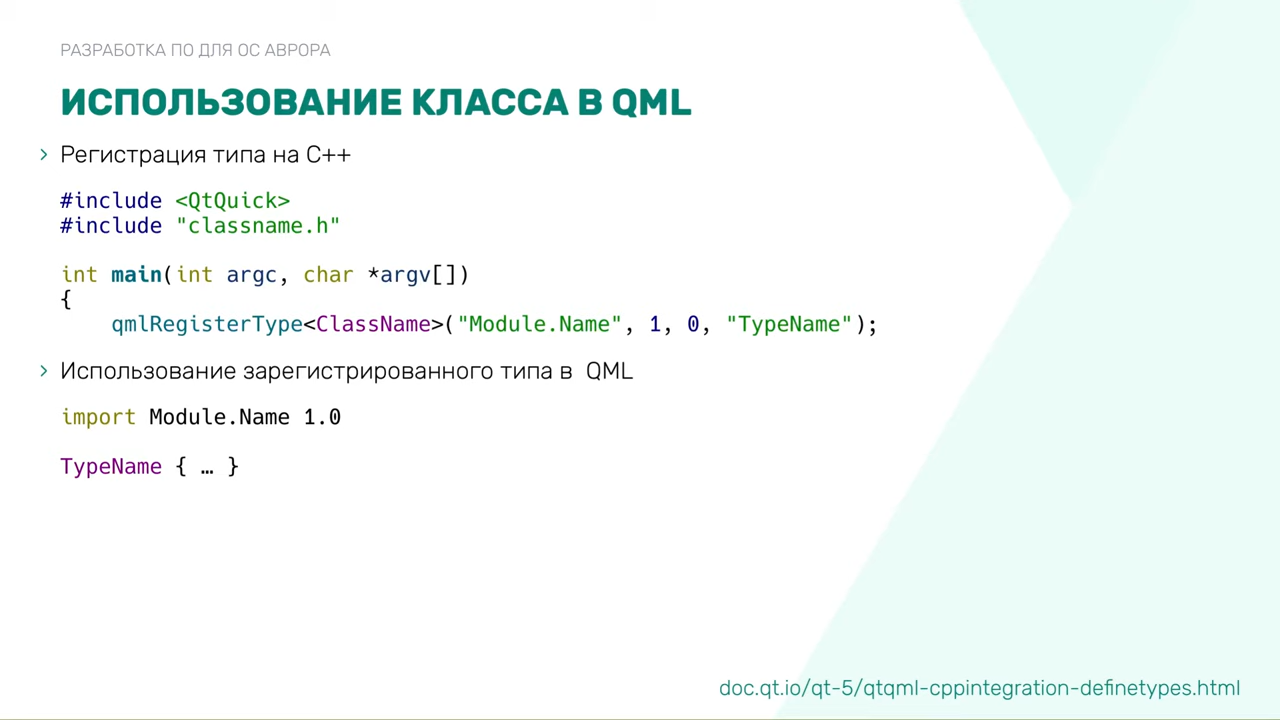 РАЗРАБОТКА ПО ДЛЯ ОС АВРОРА
ИСПОЛЬЗОВАНИЕ КЛАССА В QML
› Регистрация типа на C++
#include <QtQuick>
#include "classname.h"
int main(int argc, char *argv[])
{
qmlRegisterType<ClassName>("Module.Name", 1, 0, "TypeName");
› Использование зарегистрированного типа в QML
import Module.Name 1.0
TypeName { … }
doc.qt.io/qt-5/qtqml-cppintegration-definetypes.html